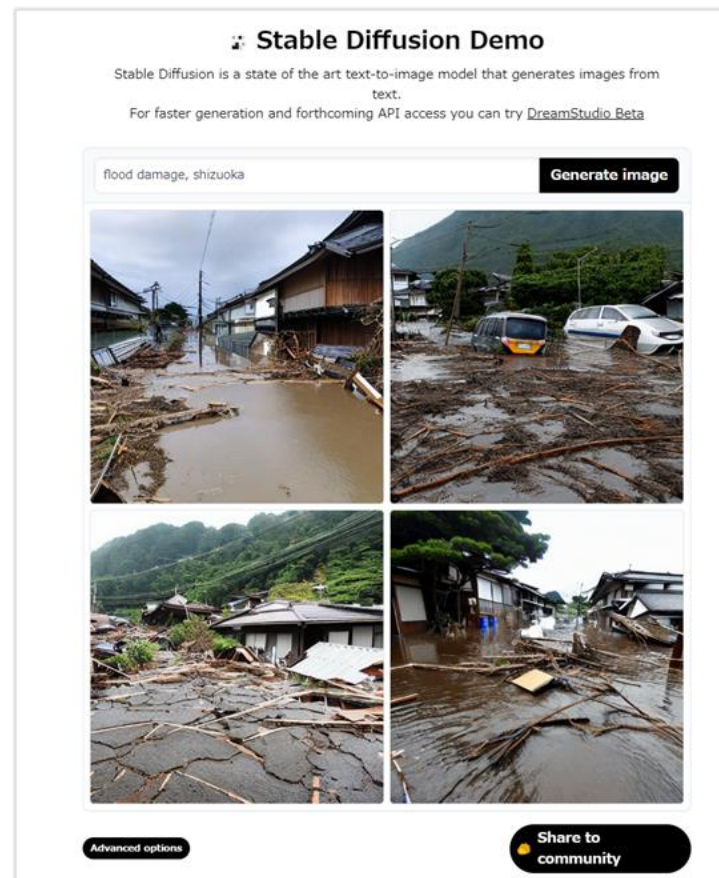 Stable Diffusion Demo
Stable Diffusion is a state of the art text-to-image model that generates images from
text.
For faster generation and forthcoming API access you can try DreamStudio Beta
flood damage, shizuoka
Generate image
Advanced options
Share to
community